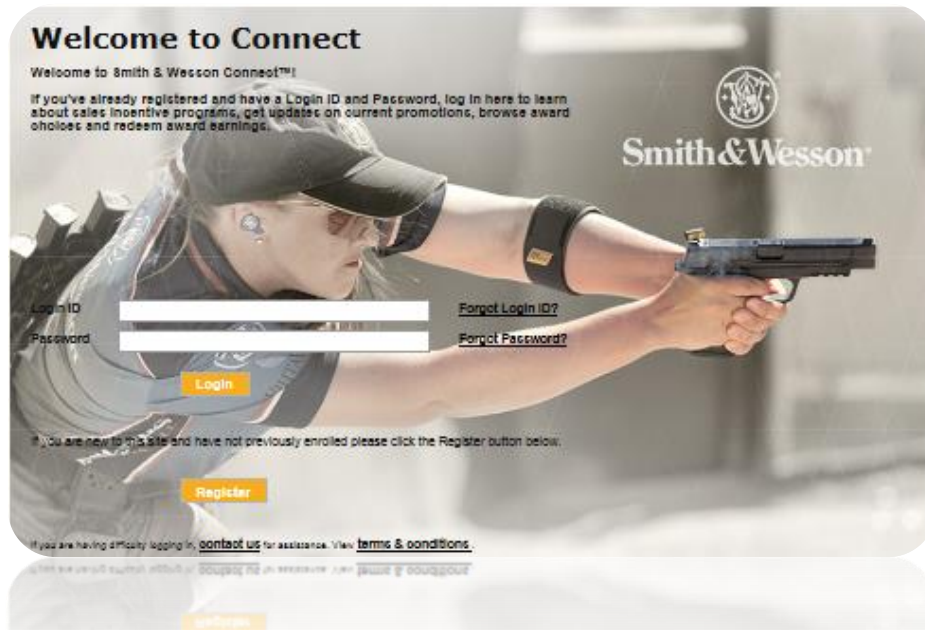 Welcome to Connect
Welcome to Smith & Wesson Connect™!
If you've already registered and have a Login ID and Password, log in here to learn
about sales incentive programs, get updates on current promotions, browse award
choices and redeem award earnings.
Smith & Wesson
Login ID
Forgot Login ID?
Password
Forgot Password?
Login
If you are new to this site and have not previously enrolled please click the Register button below.
Register
If you are having difficulty logging in, contact us for assistance. View terms & conditions.